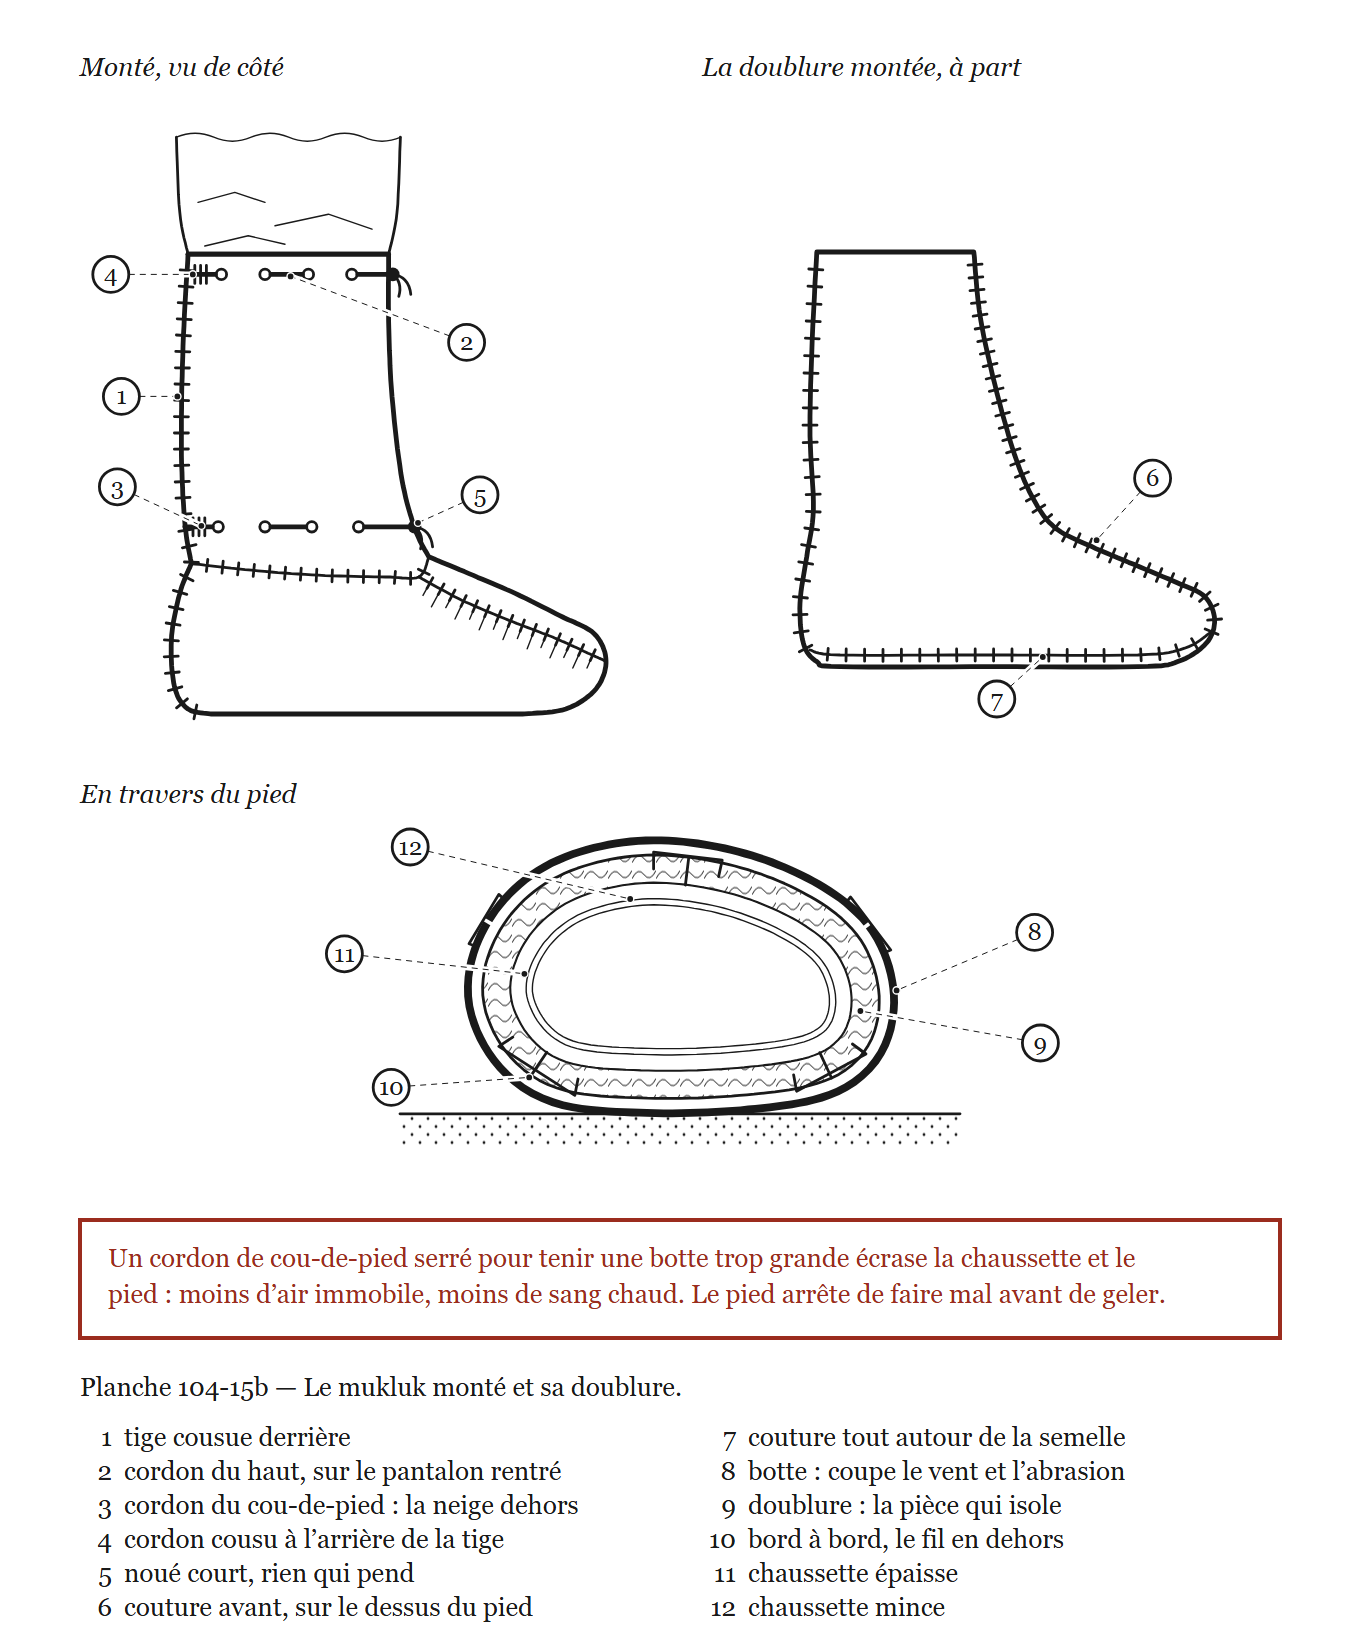 Monté, vu de côté
La doublure montée, à part
4
2
1
3
5
6
7
En travers du pied
12
11
8
9
10
Un cordon de cou-de-pied serré pour tenir une botte trop grande écrase la chaussette et le
pied : moins d’air immobile, moins de sang chaud. Le pied arrête de faire mal avant de geler.
Planche 104-15b — Le mukluk monté et sa doublure.
1 tige cousue derrière
2 cordon du haut, sur le pantalon rentré
3 cordon du cou-de-pied : la neige dehors
4 cordon cousu à l’arrière de la tige
5 noué court, rien qui pend
6 couture avant, sur le dessus du pied
7 couture tout autour de la semelle
8 botte : coupe le vent et l’abrasion
9 doublure : la pièce qui isole
10 bord à bord, le fil en dehors
11 chaussette épaisse
12 chaussette mince